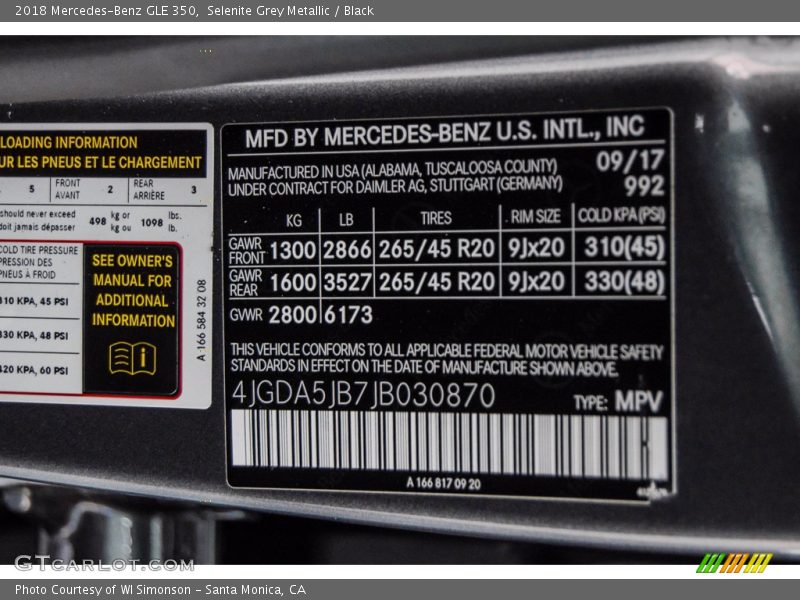 2018 Mercedes-Benz GLE 350,  Selenite Grey Metallic / Black
LOADING INFORMATION
UR LES PNEUS ET LE CHARGEMENT
5 FRONT AVANT 2 REAR ARRIÈRE 3
should never exceed 498 kg or 1098 lbs.
doit jamais dépasser kg ou lb.
COLD TIRE PRESSURE
PRESSION DES
PNEUS À FROID
310 KPA, 45 PSI
330 KPA, 48 PSI
420 KPA, 60 PSI
SEE OWNER'S
MANUAL FOR
ADDITIONAL
INFORMATION
A 166 584 32 08
MFD BY MERCEDES-BENZ U.S. INTL., INC
MANUFACTURED IN USA (ALABAMA, TUSCALOOSA COUNTY) 09/17
UNDER CONTRACT FOR DAIMLER AG, STUTTGART (GERMANY) 992
KG LB TIRES RIM SIZE COLD KPA(PSI)
GAWR FRONT 1300 2866 265/45 R20 9Jx20 310(45)
GAWR REAR 1600 3527 265/45 R20 9Jx20 330(48)
GVWR 2800 6173
THIS VEHICLE CONFORMS TO ALL APPLICABLE FEDERAL MOTOR VEHICLE SAFETY
STANDARDS IN EFFECT ON THE DATE OF MANUFACTURE SHOWN ABOVE.
4JGDA5JB7JB030870 TYPE: MPV
A 166 817 09 20
GTCARLOT.COM
Photo Courtesy of WI Simonson - Santa Monica, CA